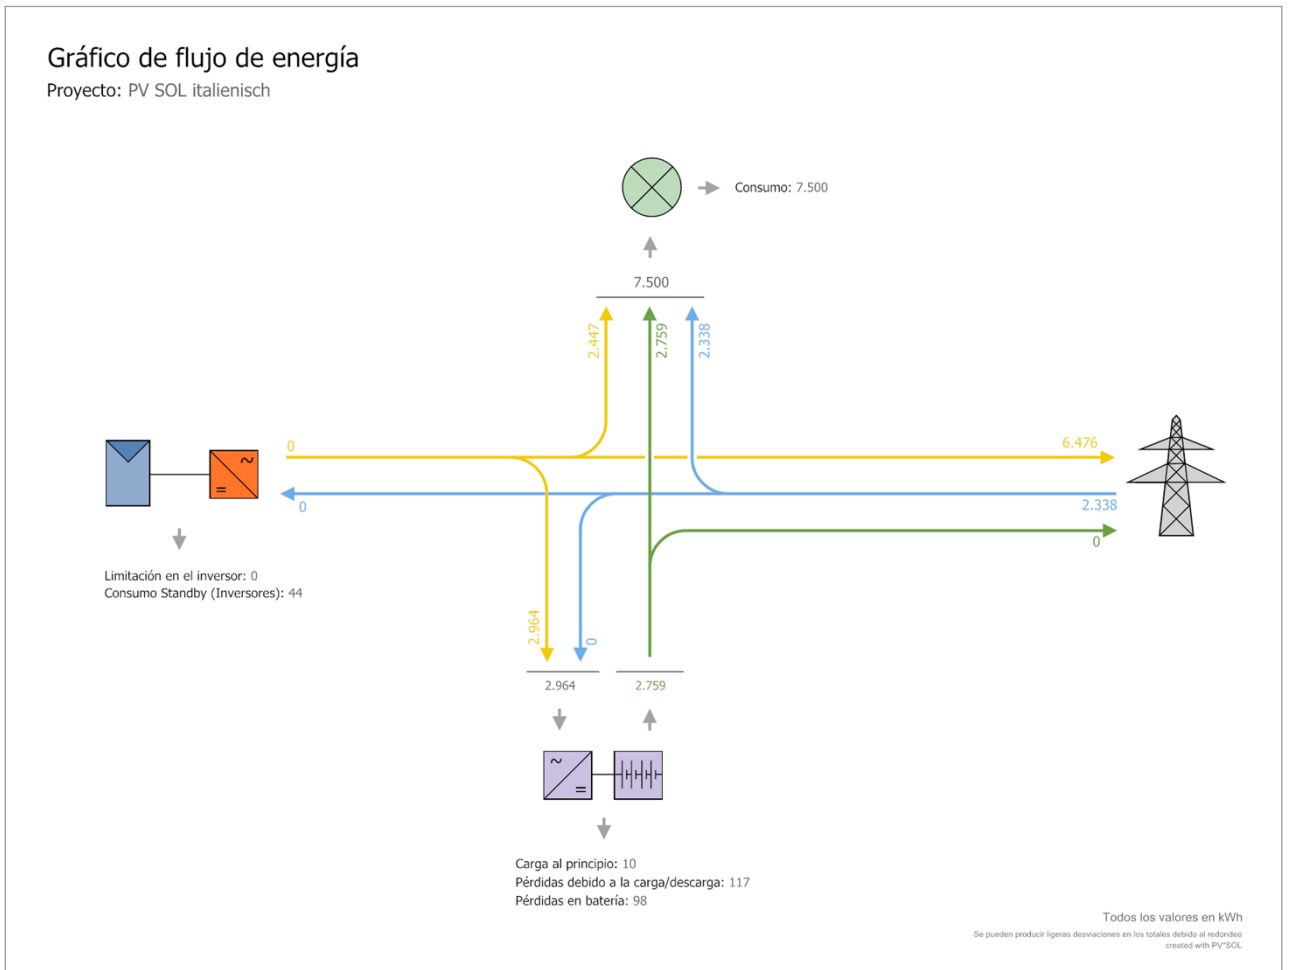 Gráfico de flujo de energía
Proyecto: PV SOL italienisch
Consumo: 7.500
7.500
2.447
2.759
2.338
0
6.476
0
2.338
0
Limitación en el inversor: 0
Consumo Standby (Inversores): 44
2.964
0
2.964
2.759
~
=
~
=
Carga al principio: 10
Pérdidas debido a la carga/descarga: 117
Pérdidas en batería: 98
Todos los valores en kWh
Se pueden producir ligeras desviaciones en los totales debido al redondeo
created with PV*SOL